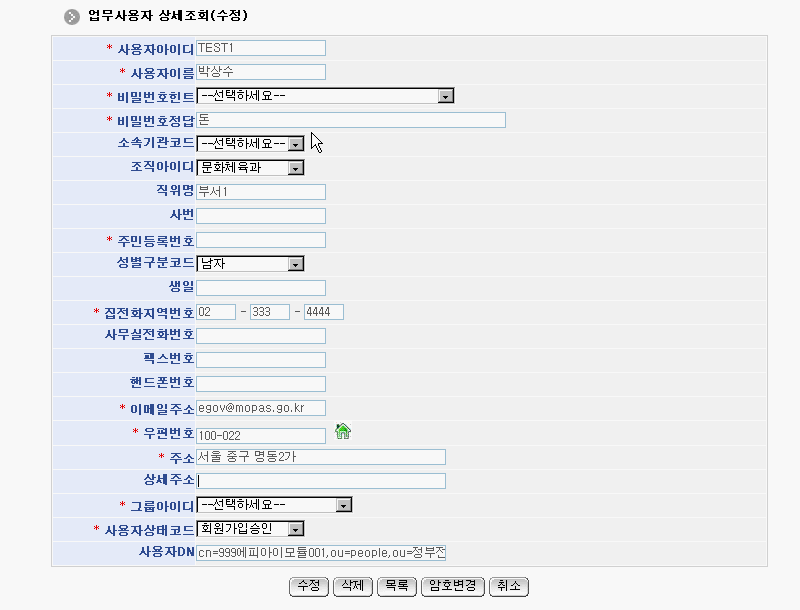 업무사용자 상세조회(수정)
* 사용자아이디 TEST1
* 사용자이름 박상수
* 비밀번호힌트 --선택하세요--
* 비밀번호정답 돈
소속기관코드 --선택하세요--
조직아이디 문화체육과
직위명 부서1
사번
* 주민등록번호
성별구분코드 남자
생일
* 집전화지역번호 02 - 333 - 4444
사무실전화번호
팩스번호
핸드폰번호
* 이메일주소 egov@mopas.go.kr
* 우편번호 100-022
* 주소 서울 중구 명동2가
상세주소
* 그룹아이디 --선택하세요--
* 사용자상태코드 회원가입승인
사용자DN cn=999에피아이모듈001,ou=people,ou=정부전
수정 삭제 목록 암호변경 취소